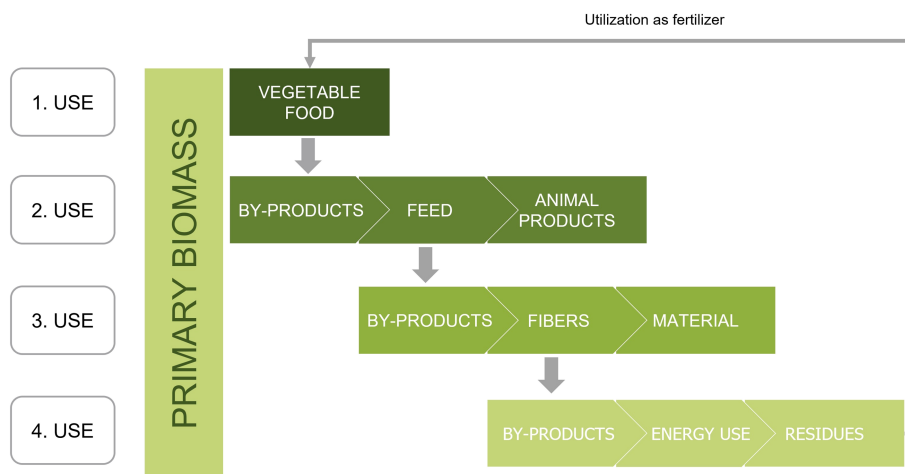 Utilization as fertilizer
1. USE
VEGETABLE
FOOD
2. USE
BY-PRODUCTS
FEED
ANIMAL
PRODUCTS
3. USE
BY-PRODUCTS
FIBERS
MATERIAL
4. USE
BY-PRODUCTS
ENERGY USE
RESIDUES
PRIMARY BIOMASS